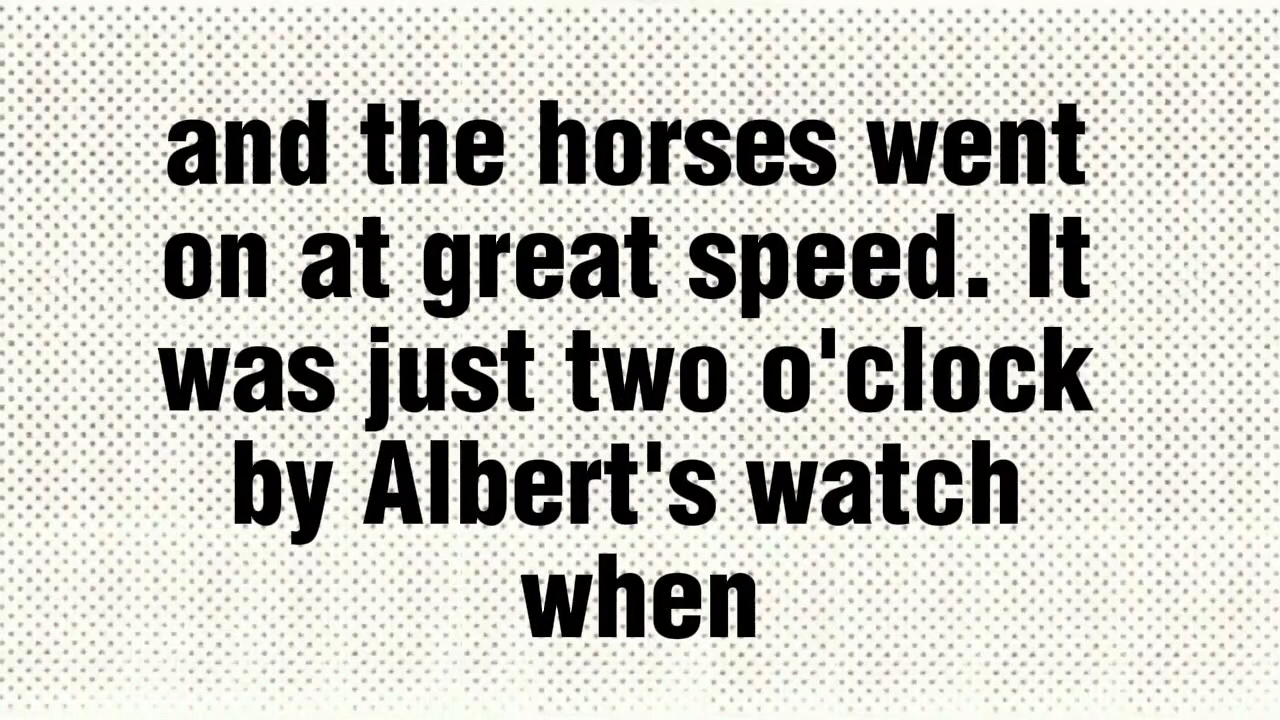 and the horses went
on at great speed. It
was just two o'clock
by Albert's watch
when